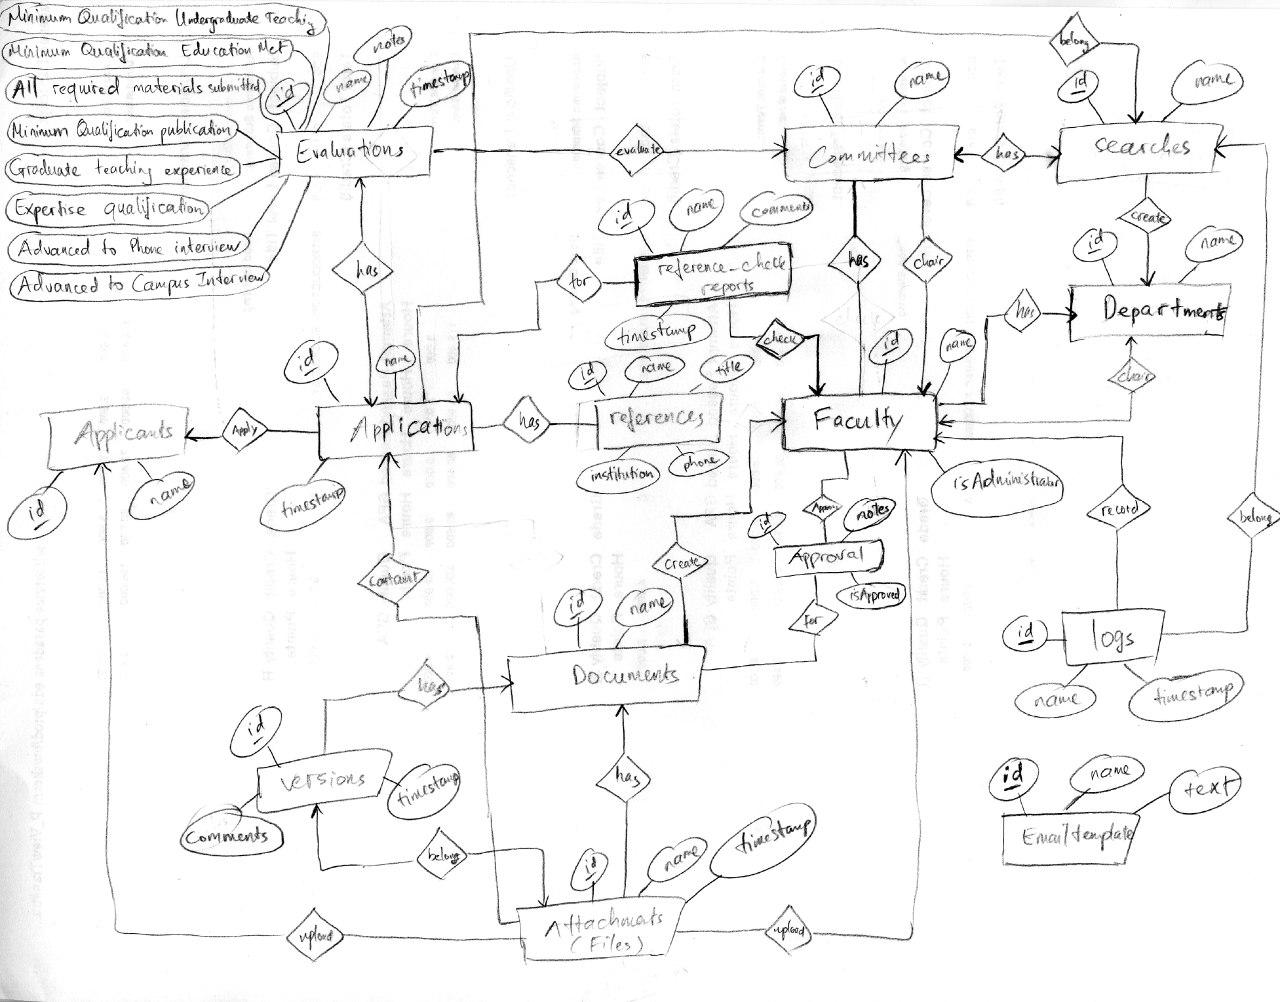 Minimum Qualification Undergraduate Teaching
Minimum Qualification Education Met
All required materials submitted
Minimum Qualification publication
Graduate teaching experience
Expertise qualification
Advanced to Phone interview
Advanced to Campus Interview
id
name
notes
timestamp
Evaluations
evaluate
id
name
Committees
has
belong
id
name
searches
create
id
name
Departments
has
chair
has
for
id
name
comments
reference_check
reports
timestamp
check
has
chair
id
name
Faculty
isAdministrator
id
name
Applications
timestamp
Apply
Applicants
id
name
has
id
name
title
references
institution
phone
id
notes
Approval
isApproved
for
create
record
belong
id
logs
name
timestamp
id
name
Documents
has
id
versions
timestamp
comments
has
belong
id
name
timestamp
Attachments
(Files)
upload
upload
id
name
text
Email template